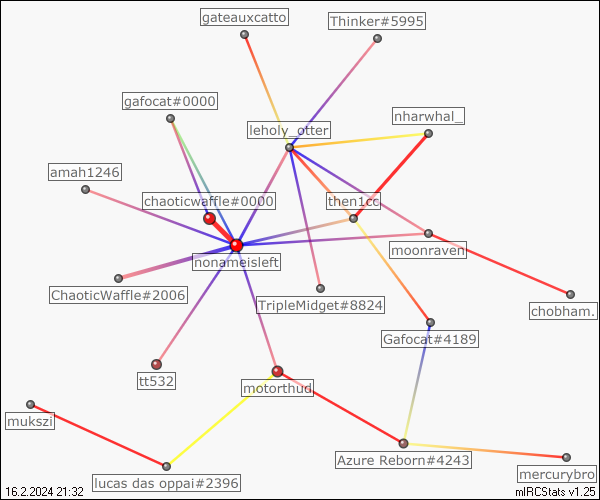 gateauxcatto
Thinker#5995
gafocat#0000
nharwhal_
leholy_otter
amah1246
chaoticwaffle#0000
then1cc
moonraven
nonameisleft
ChaoticWaffle#2006
TripleMidget#8824
chobham.
Gafocat#4189
tt532
motorthud
mukszi
Azure Reborn#4243
mercurybro
lucas das oppai#2396
16.2.2024 21:32
mIRCStats v1.25